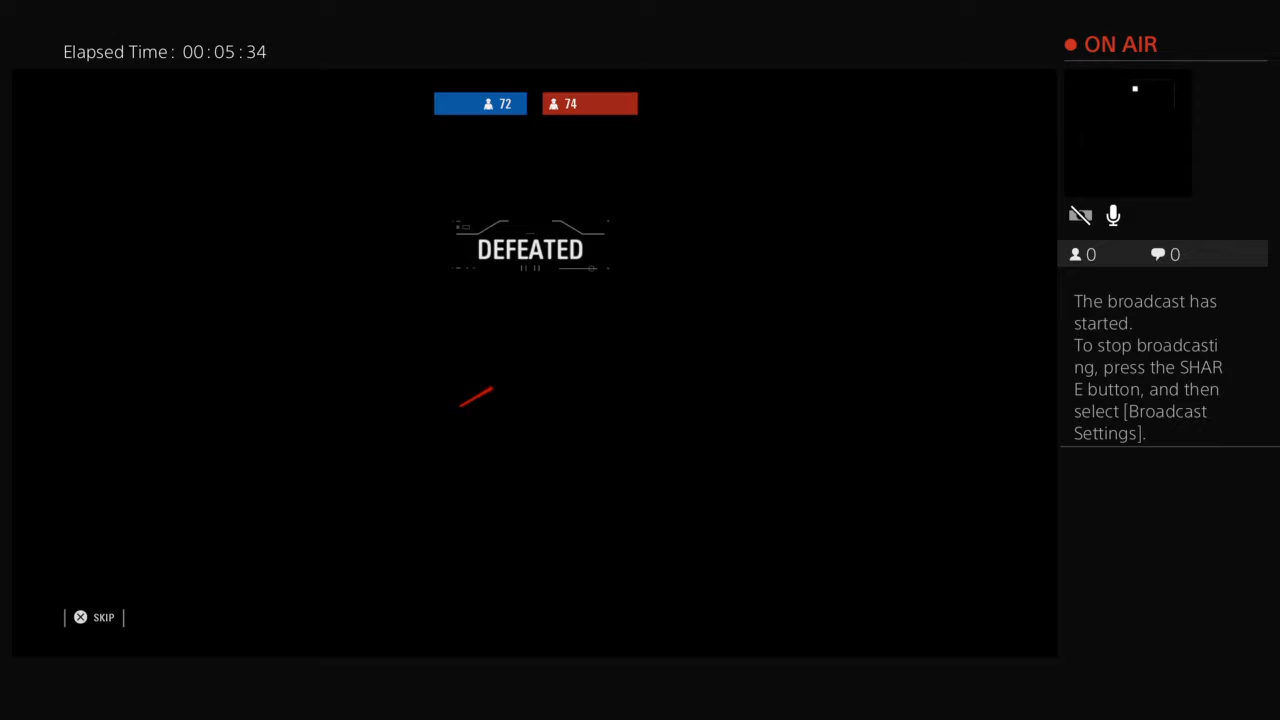 Elapsed Time: 00:05:34
ON AIR
72
74
DEFEATED
0
0
The broadcast has
started.
To stop broadcasti
ng, press the SHAR
E button, and then
select [Broadcast
Settings].
SKIP